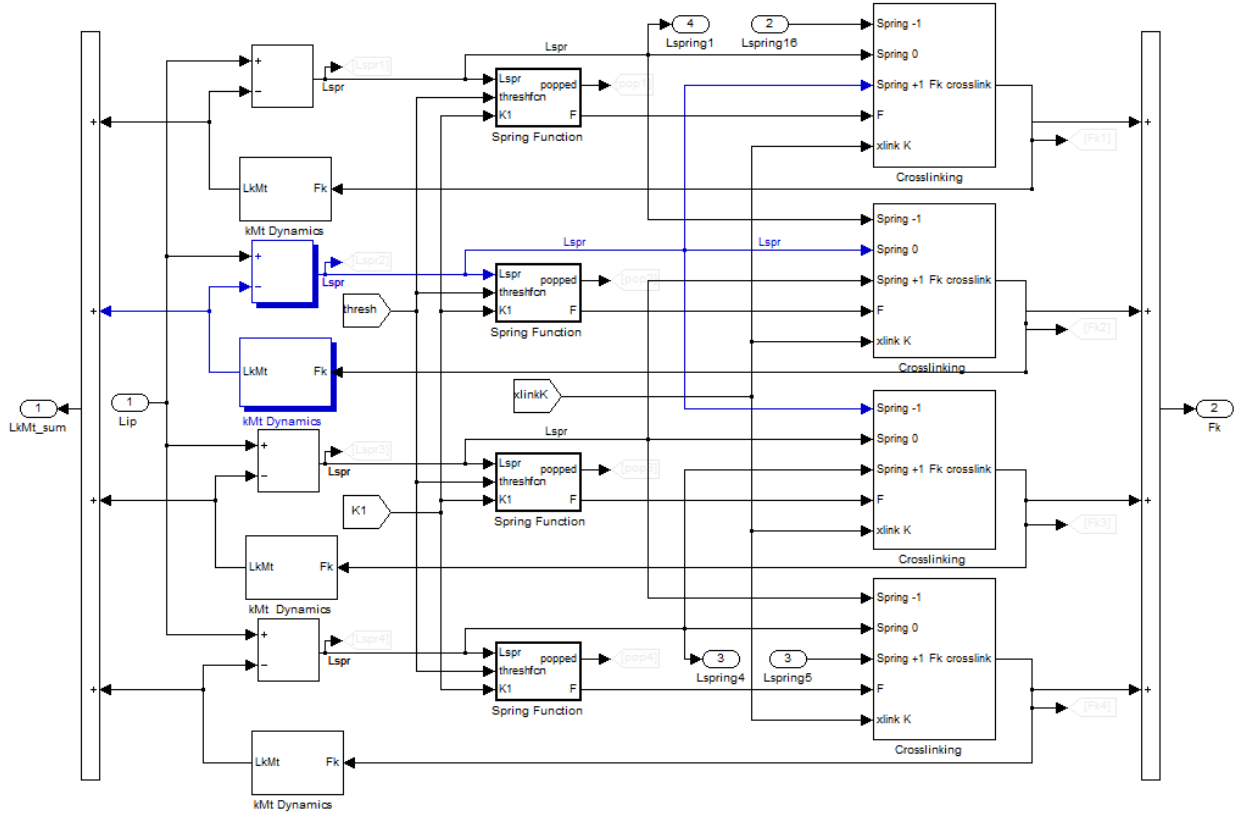 4
Lspring1
2
Lspring16
Spring -1
Spring 0
Spring +1 Fk crosslink
F
xlink K
Crosslinking
+
−
[Lspr1]
Lspr
Lspr
Lspr
threshfcn
K1
popped
F
Spring Function
[pop1]
+
+
[Fk1]
LkMt
Fk
kMt Dynamics
Spring -1
Spring 0
Spring +1 Fk crosslink
F
xlink K
Crosslinking
+
−
[Lspr2]
Lspr
Lspr
Lspr
Lspr
threshfcn
K1
popped
F
Spring Function
[pop2]
thresh
+
+
[Fk2]
LkMt
Fk
kMt Dynamics
xlinkK
1
LkMt_sum
1
Lip
2
Fk
Spring -1
Spring 0
Spring +1 Fk crosslink
F
xlink K
Crosslinking
+
−
[Lspr3]
Lspr
Lspr
Lspr
threshfcn
K1
popped
F
Spring Function
[pop3]
K1
+
+
[Fk3]
LkMt
Fk
kMt Dynamics
Spring -1
Spring 0
Spring +1 Fk crosslink
F
xlink K
Crosslinking
+
−
[Lspr4]
Lspr
Lspr
threshfcn
K1
popped
F
Spring Function
[pop4]
3
Lspring4
3
Lspring5
+
+
[Fk4]
LkMt
Fk
kMt Dynamics